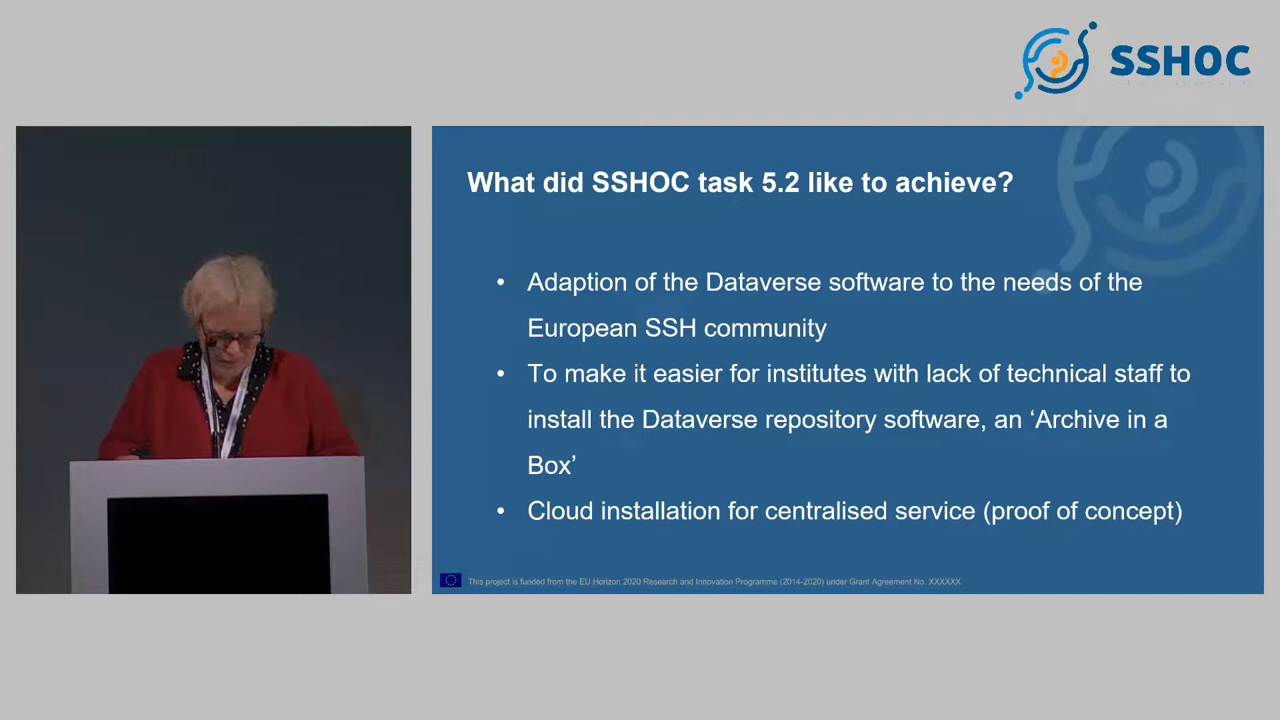 SSHOC
What did SSHOC task 5.2 like to achieve?
• Adaption of the Dataverse software to the needs of the
European SSH community
• To make it easier for institutes with lack of technical staff to
install the Dataverse repository software, an ‘Archive in a
Box’
• Cloud installation for centralised service (proof of concept)
This project is funded from the EU Horizon 2020 Research and Innovation Programme (2014-2020) under Grant Agreement No. XXXXXX